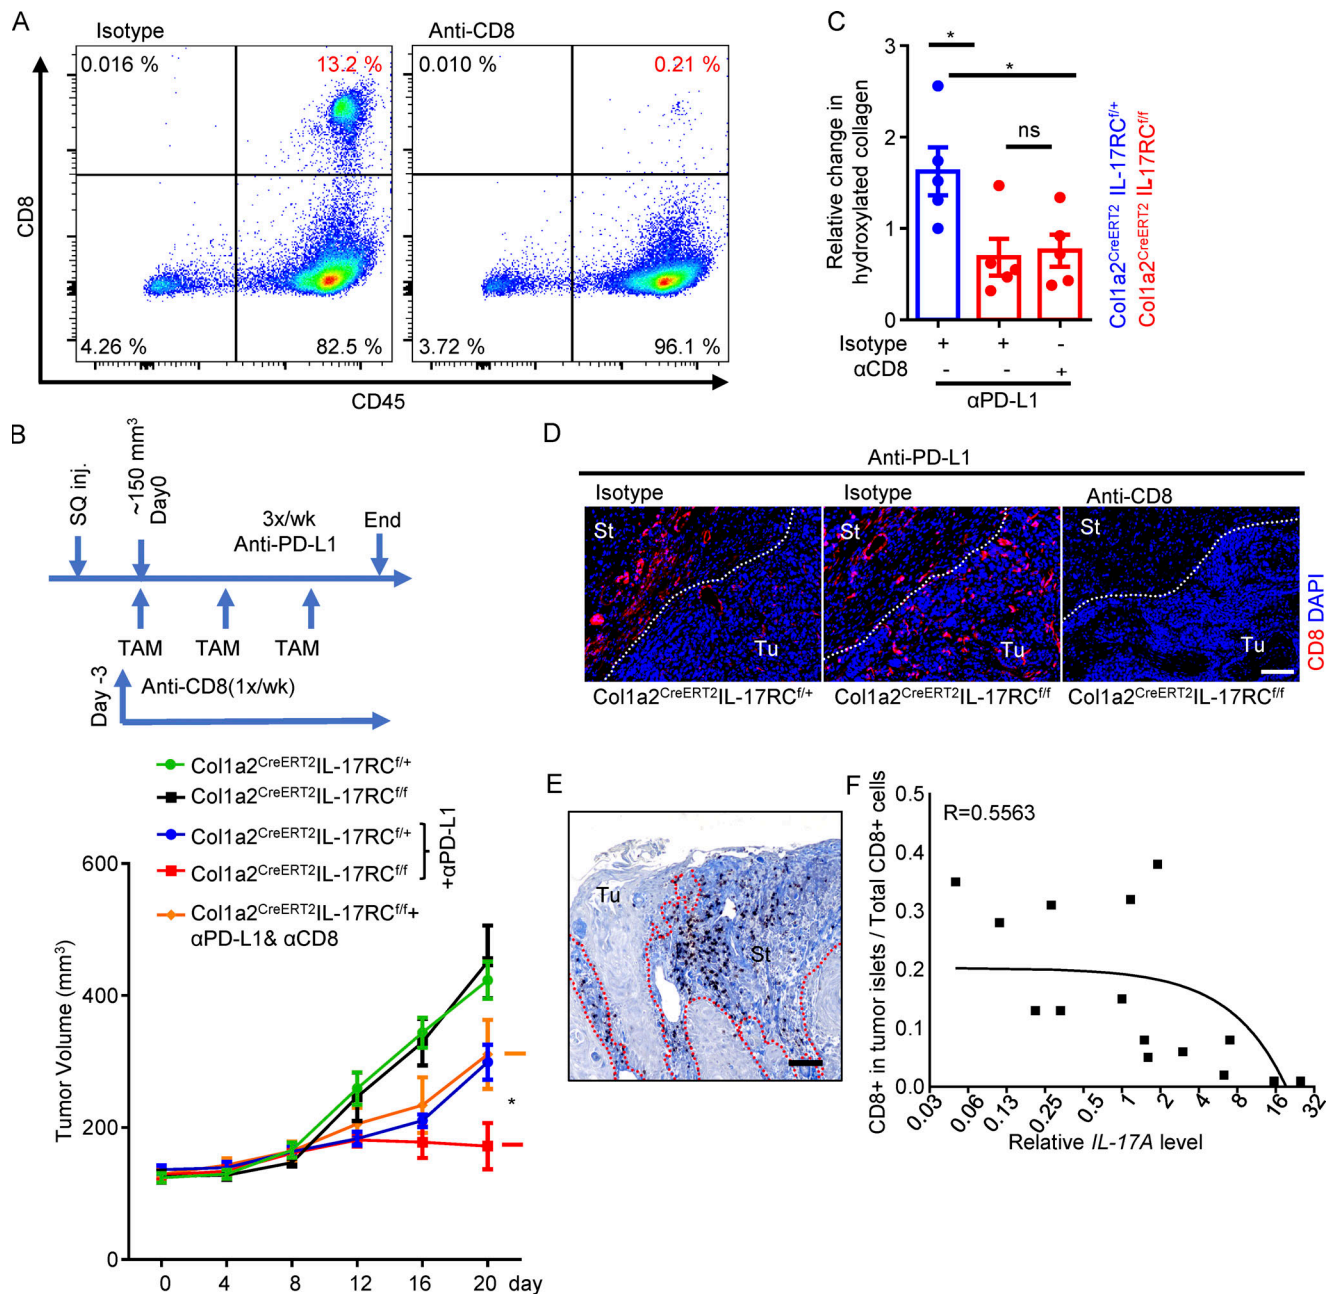 A
Isotype
Anti-CD8
0.016 %
13.2 %
0.010 %
0.21 %
CD8
4.26 %
82.5 %
3.72 %
96.1 %
CD45
C
Relative change in
hydroxylated collagen
3
2
1
0
*
*
ns
Isotype + + -
αCD8 - - +
αPD-L1
Col1a2CreERT2 IL-17RCf/+
Col1a2CreERT2 IL-17RCf/f
B
SQ inj.
~150 mm³
Day0
3x/wk
Anti-PD-L1
End
TAM
TAM
TAM
Day -3
Anti-CD8(1x/wk)
Col1a2CreERT2IL-17RCf/+
Col1a2CreERT2IL-17RCf/f
Col1a2CreERT2IL-17RCf/+
Col1a2CreERT2IL-17RCf/f
+αPD-L1
Col1a2CreERT2IL-17RCf/f+
αPD-L1& αCD8
Tumor Volume (mm³)
600
400
200
0
*
0 4 8 12 16 20 day
D
Anti-PD-L1
Isotype
Isotype
Anti-CD8
St
Tu
St
Tu
St
Tu
CD8 DAPI
Col1a2CreERT2IL-17RCf/+
Col1a2CreERT2IL-17RCf/f
Col1a2CreERT2IL-17RCf/f
E
Tu
St
F
CD8+ in tumor islets / Total CD8+ cells
R=0.5563
0.5
0.4
0.3
0.2
0.1
0.0
0.03 0.06 0.13 0.25 0.5 1 2 4 8 16 32
Relative IL-17A level